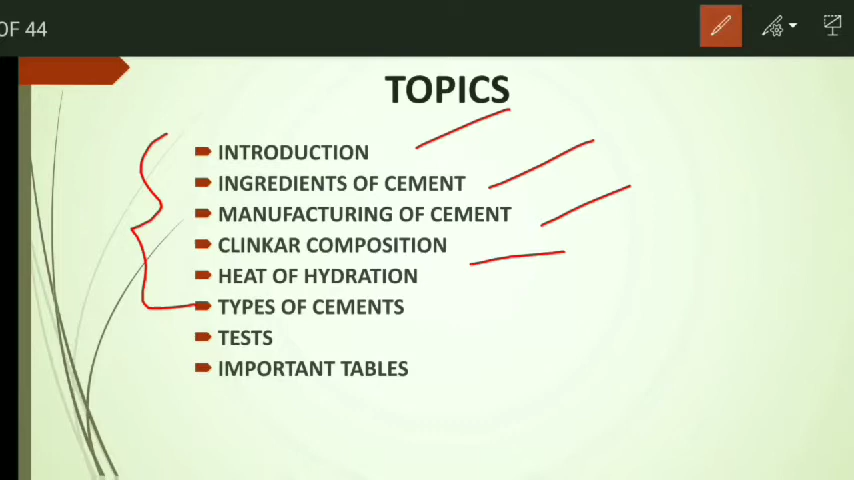 OF 44
TOPICS
INTRODUCTION
INGREDIENTS OF CEMENT
MANUFACTURING OF CEMENT
CLINKAR COMPOSITION
HEAT OF HYDRATION
TYPES OF CEMENTS
TESTS
IMPORTANT TABLES